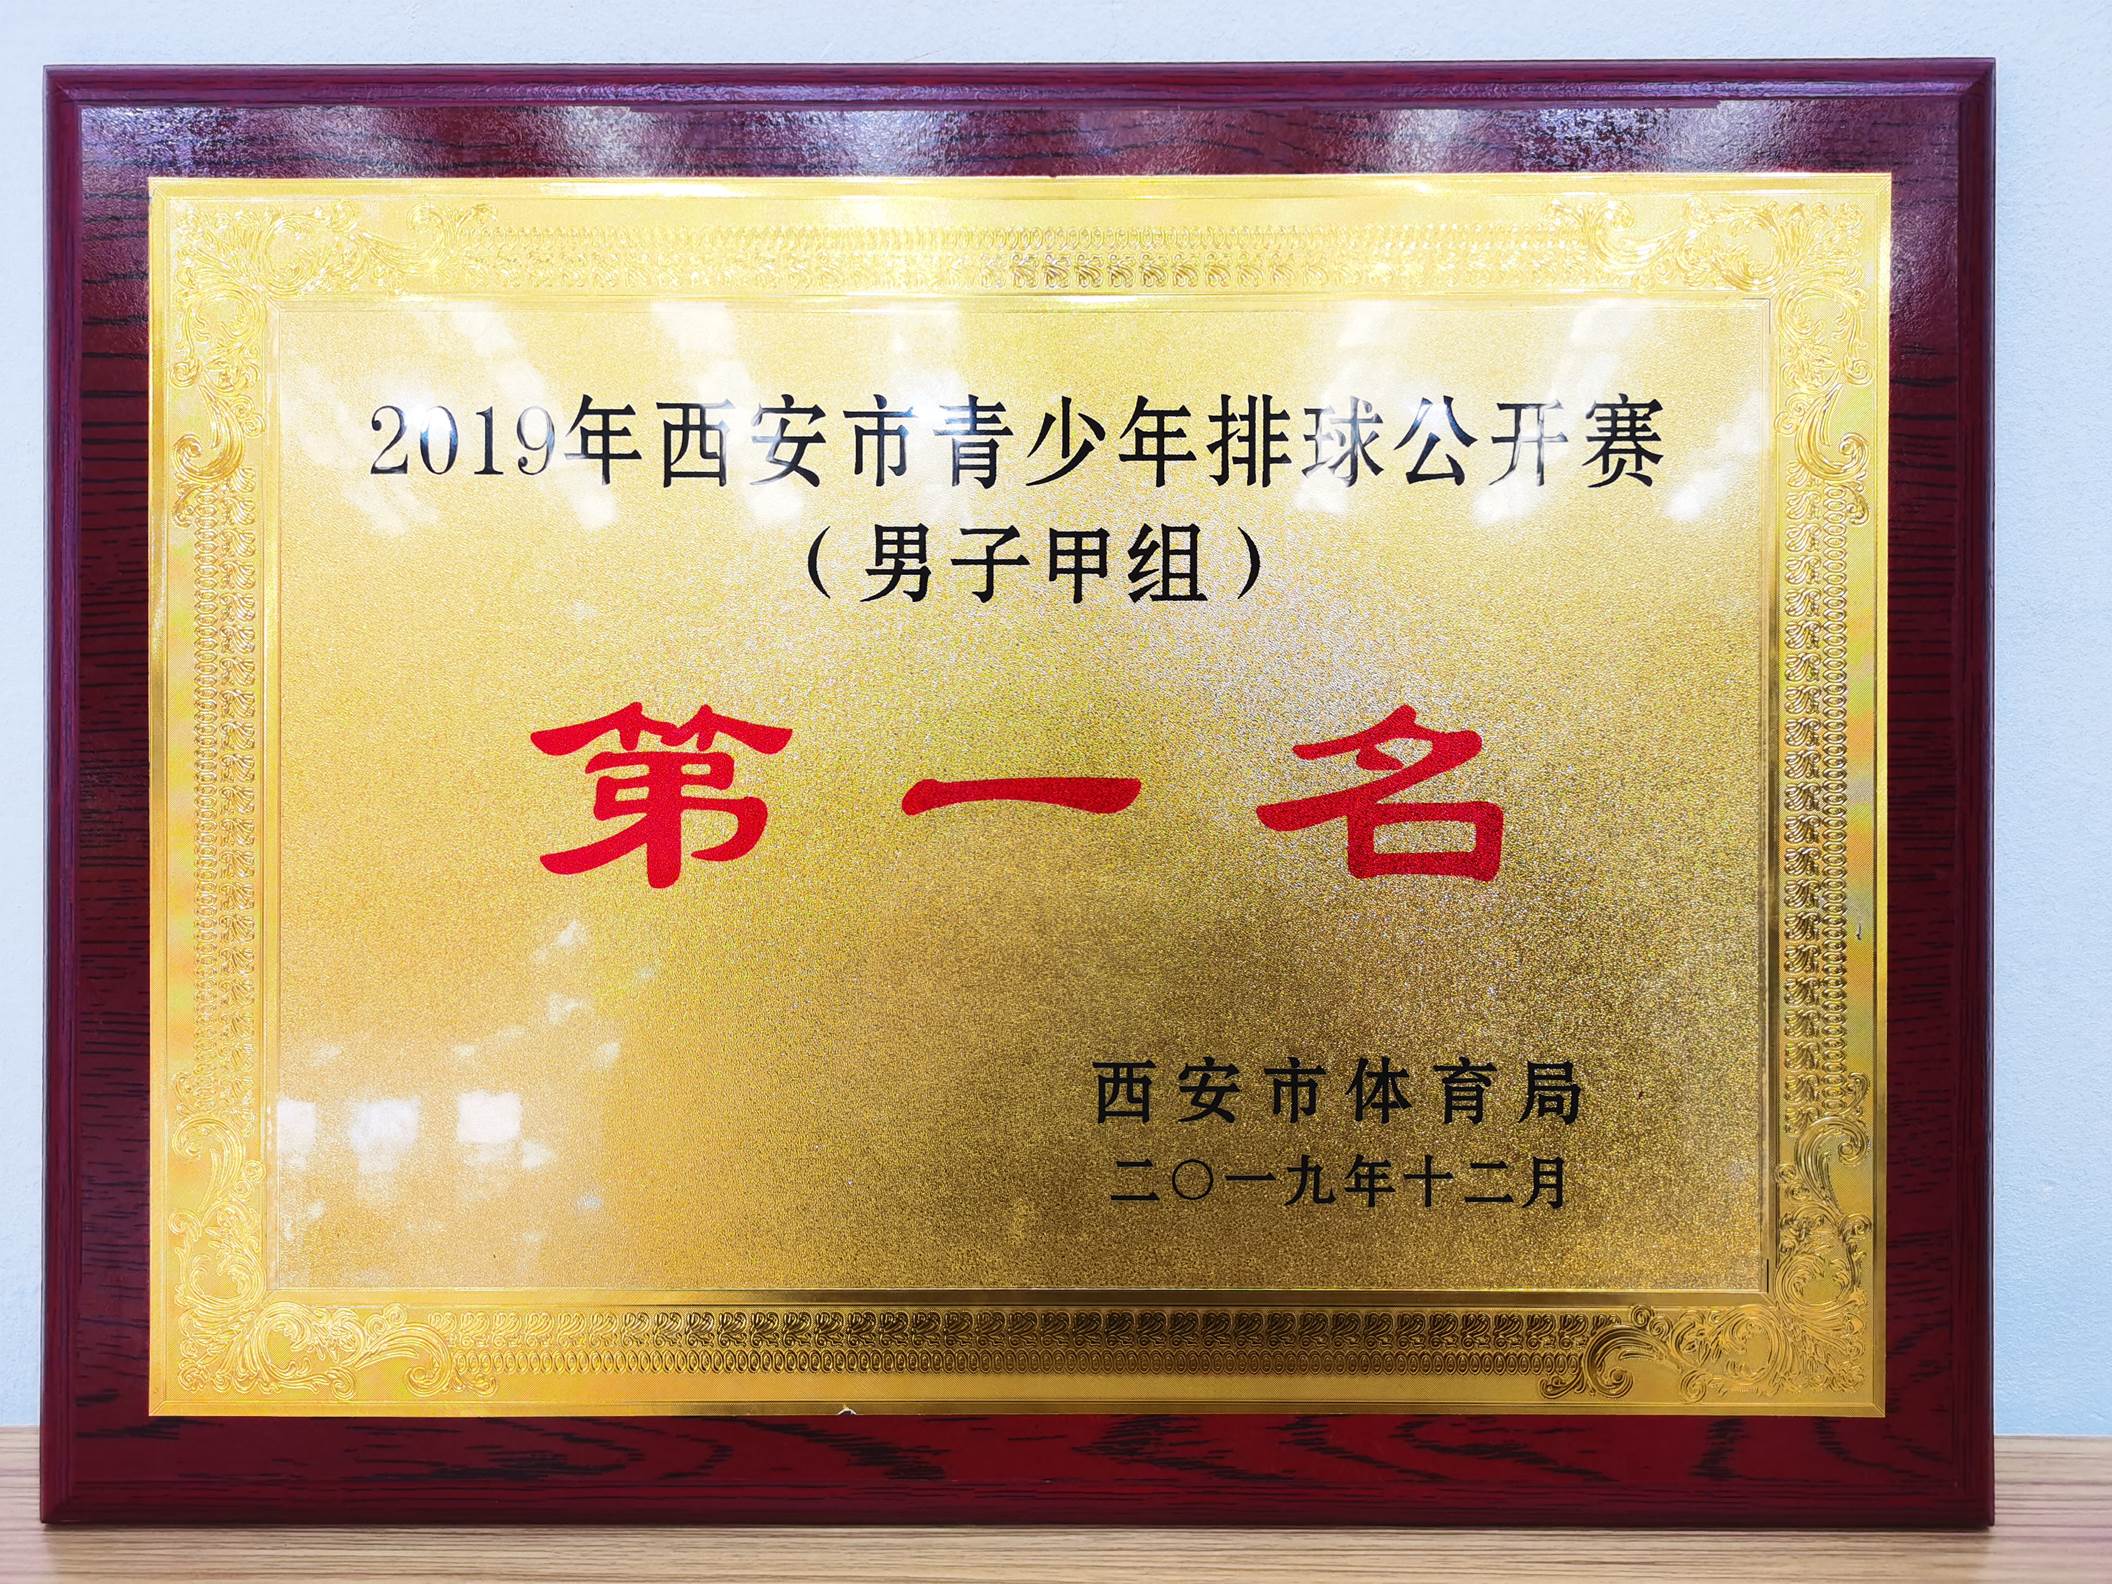 2019年西安市青少年排球公开赛
（男子甲组）
第一名
西安市体育局
二〇一九年十二月